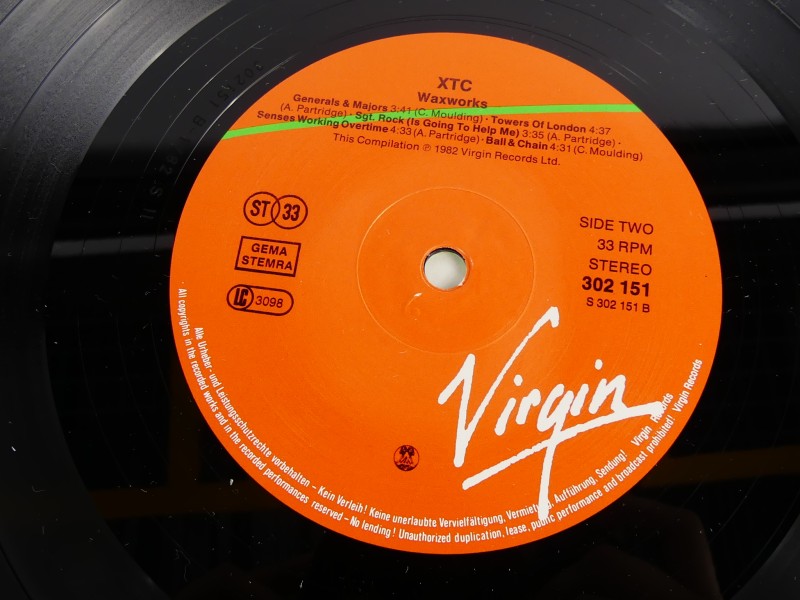 XTC
Waxworks
Generals & Majors 3:41 (C. Moulding) · Towers Of London 4:37
(A. Partridge) · Sgt. Rock (Is Going To Help Me) 3:35 (A. Partridge) ·
Senses Working Overtime 4:33 (A. Partridge) · Ball & Chain 4:31 (C. Moulding)
This Compilation ℗ 1982 Virgin Records Ltd.
ST 33
GEMA
STEMRA
LC 3098
SIDE TWO
33 RPM
STEREO
302 151
S 302 151 B
Virgin
Alle Urheber- und Leistungsschutzrechte vorbehalten – Kein Verleih! Keine unerlaubte Vervielfältigung, Vermietung, Aufführung, Sendung! Virgin Records
All copyrights in the recorded works and in the recorded performances reserved – No lending! Unauthorized duplication, lease, public performance and broadcast prohibited! Virgin Records